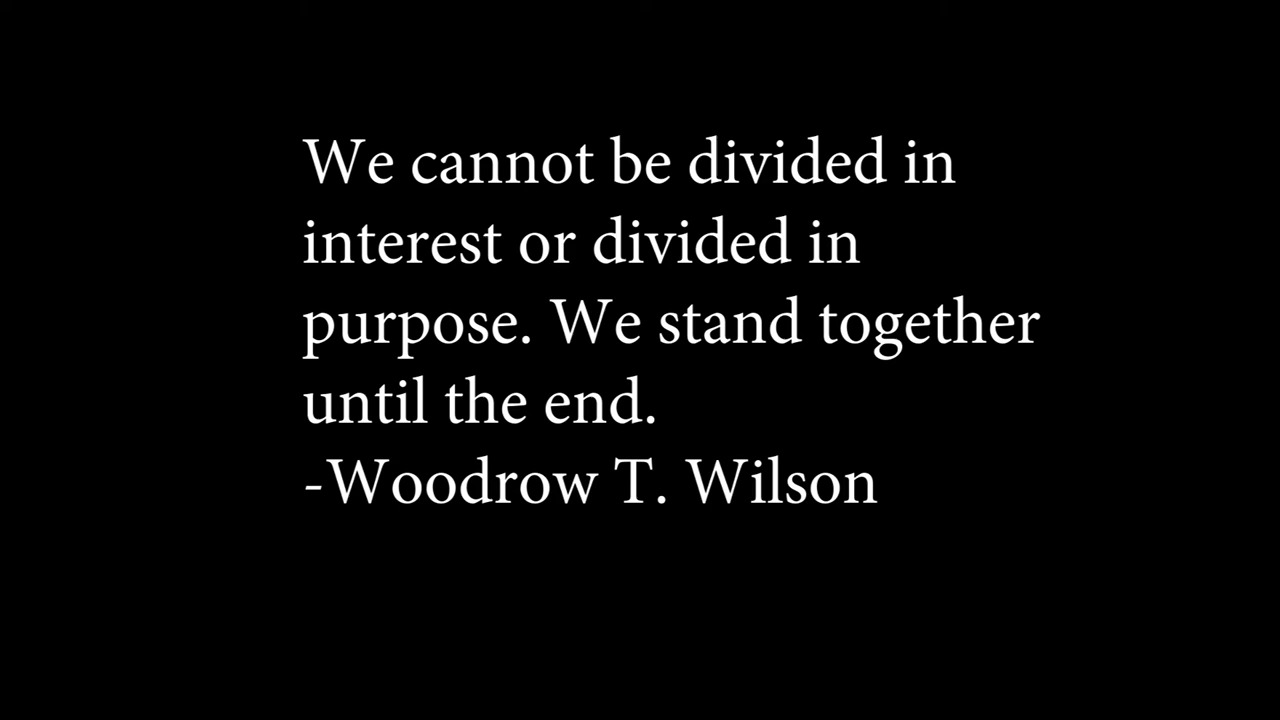 We cannot be divided in
interest or divided in
purpose. We stand together
until the end.
-Woodrow T. Wilson